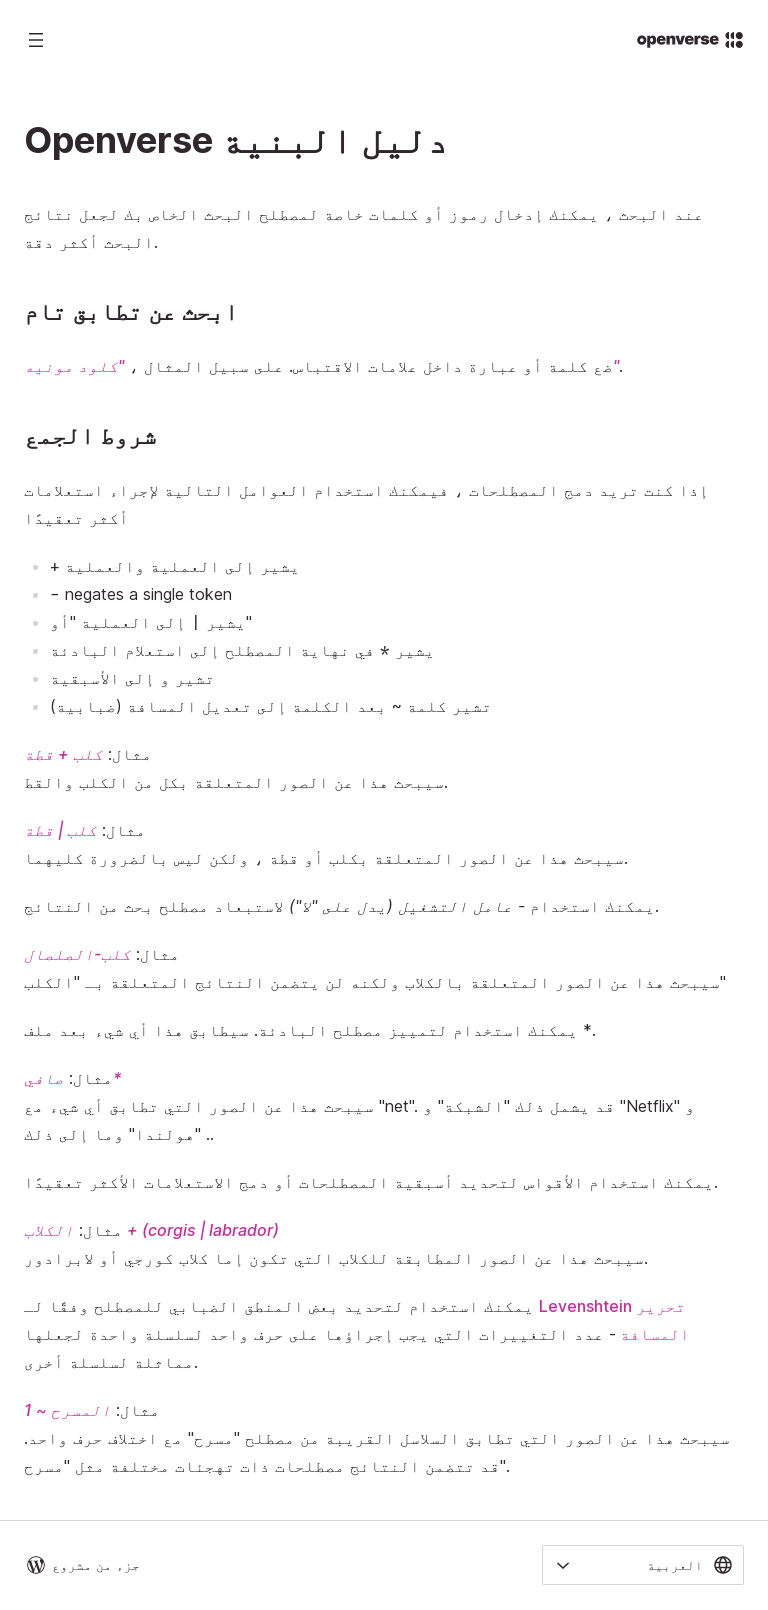 openverse
دليل البنية Openverse
عند البحث ، يمكنك إدخال رموز أو كلمات خاصة لمصطلح البحث الخاص بك لجعل نتائج
البحث أكثر دقة.
ابحث عن تطابق تام
ضع كلمة أو عبارة داخل علامات الاقتباس. على سبيل المثال ، "كلود مونيه".
شروط الجمع
إذا كنت تريد دمج المصطلحات ، فيمكنك استخدام العوامل التالية لإجراء استعلامات
أكثر تعقيدًا
+ يشير إلى العملية والعملية
- negates a single token
يشير | إلى العملية "أو"
يشير * في نهاية المصطلح إلى استعلام البادئة
تشير و إلى الأسبقية
تشير كلمة ~ بعد الكلمة إلى تعديل المسافة (ضبابية)
مثال: كلب + قطة
سيبحث هذا عن الصور المتعلقة بكل من الكلب والقط.
مثال: كلب | قطة
سيبحث هذا عن الصور المتعلقة بكلب أو قطة ، ولكن ليس بالضرورة كليهما.
يمكنك استخدام - عامل التشغيل (يدل على "لا") لاستبعاد مصطلح بحث من النتائج.
مثال: كلب-الصلصال
سيبحث هذا عن الصور المتعلقة بالكلاب ولكنه لن يتضمن النتائج المتعلقة بـ "الكلب"
يمكنك استخدام لتمييز مصطلح البادئة. سيطابق هذا أي شيء بعد ملف *.
مثال: صافي*
سيبحث هذا عن الصور التي تطابق أي شيء مع "net". قد يشمل ذلك "الشبكة" و "Netflix" و
"هولندا" وما إلى ذلك ..
يمكنك استخدام الأقواس لتحديد أسبقية المصطلحات أو دمج الاستعلامات الأكثر تعقيدًا.
مثال: الكلاب + (corgis | labrador)
سيبحث هذا عن الصور المطابقة للكلاب التي تكون إما كلاب كورجي أو لابرادور.
يمكنك استخدام لتحديد بعض المنطق الضبابي للمصطلح وفقًا لـ Levenshtein تحرير
المسافة - عدد التغييرات التي يجب إجراؤها على حرف واحد لسلسلة واحدة لجعلها
مماثلة لسلسلة أخرى.
مثال: المسرح ~ 1
سيبحث هذا عن الصور التي تطابق السلاسل القريبة من مصطلح "مسرح" مع اختلاف حرف واحد.
قد تتضمن النتائج مصطلحات ذات تهجئات مختلفة مثل "مسرح".
العربية
جزء من مشروع